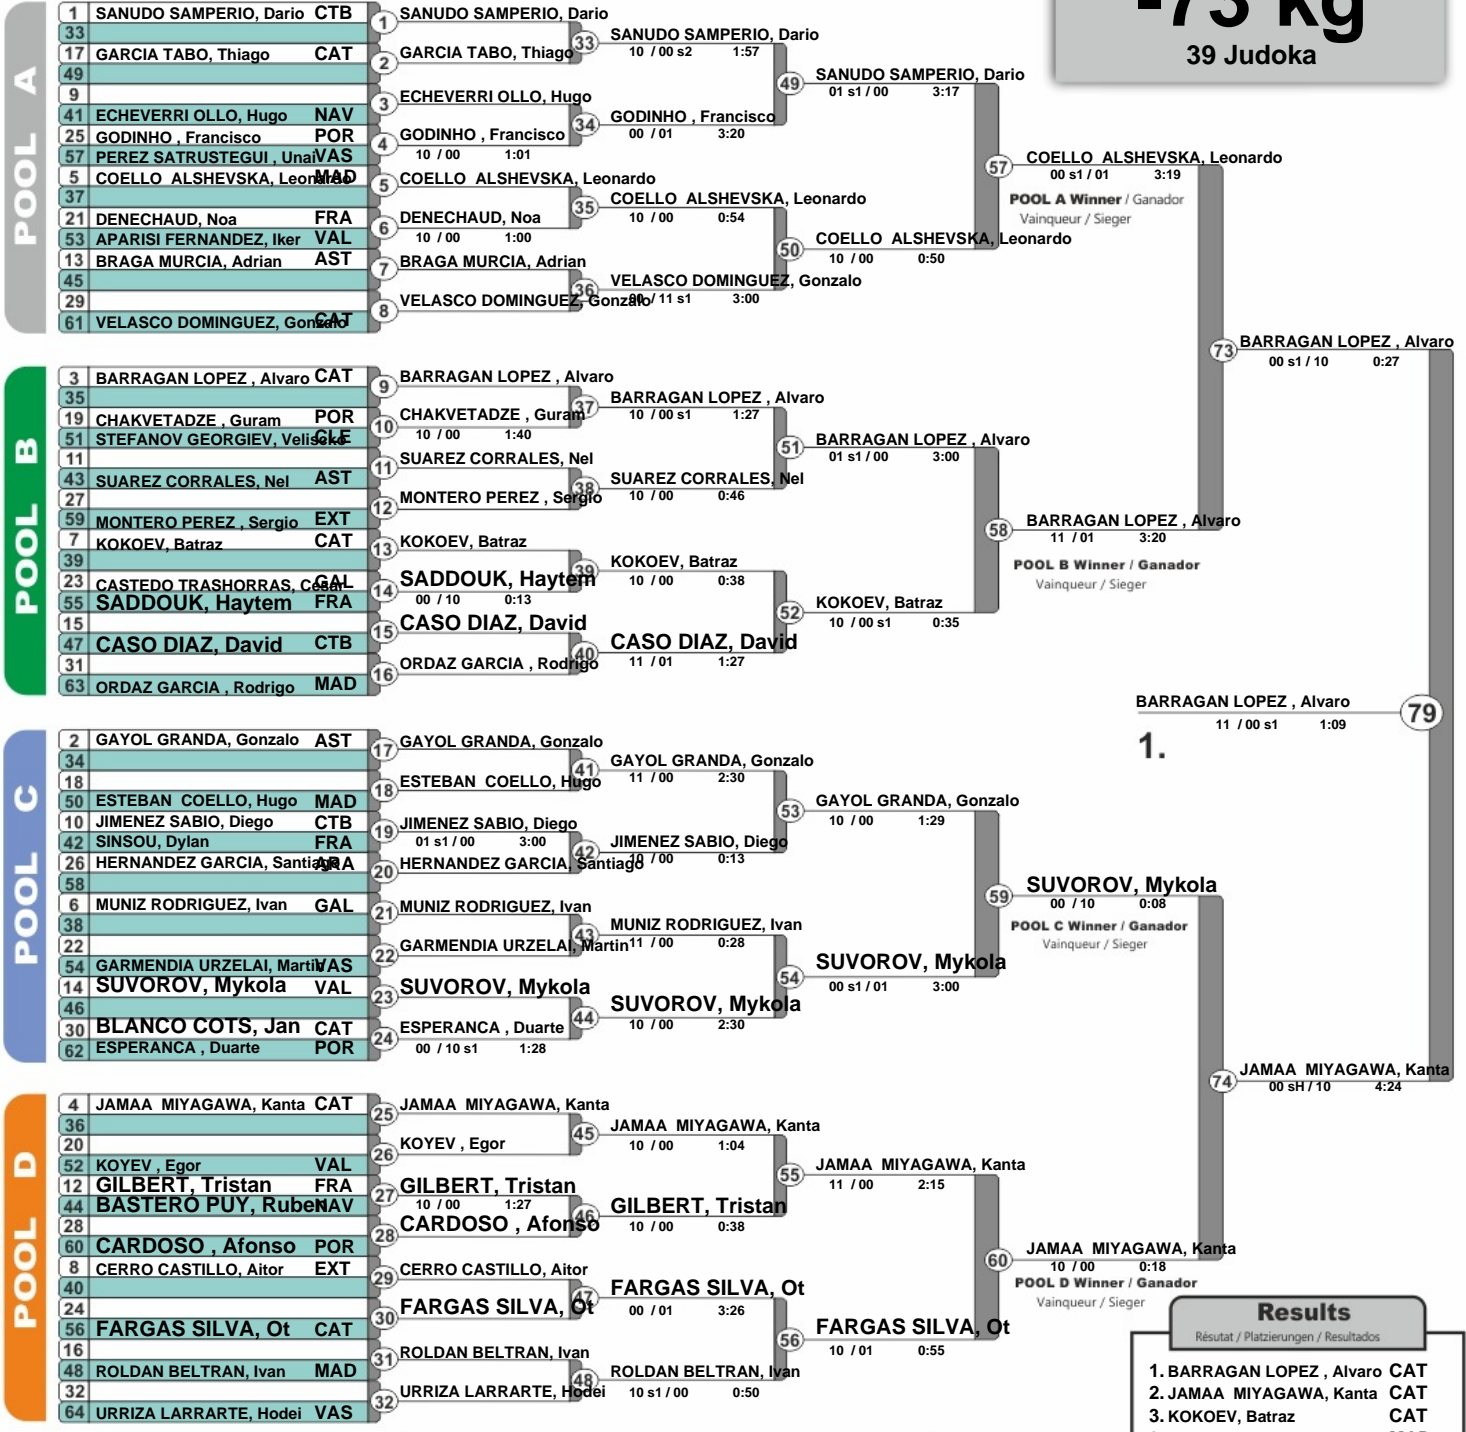 -73 kg
39 Judoka
POOL A
1 SANUDO SAMPERIO, Dario CTB
33
17 GARCIA TABO, Thiago CAT
49
9
41 ECHEVERRI OLLO, Hugo NAV
25 GODINHO , Francisco POR
57 PEREZ SATRUSTEGUI , Unai VAS
5 COELLO ALSHEVSKA, Leonardo MAD
37
21 DENECHAUD, Noa FRA
53 APARISI FERNANDEZ, Iker VAL
13 BRAGA MURCIA, Adrian AST
45
29
61 VELASCO DOMINGUEZ, Gonzalo CAT
1 SANUDO SAMPERIO, Dario
2 GARCIA TABO, Thiago
3 ECHEVERRI OLLO, Hugo
4 GODINHO , Francisco
10 / 00 1:01
5 COELLO ALSHEVSKA, Leonardo
6 DENECHAUD, Noa
10 / 00 1:00
7 BRAGA MURCIA, Adrian
8 VELASCO DOMINGUEZ, Gonzalo
33 SANUDO SAMPERIO, Dario
10 / 00 s2 1:57
34 GODINHO , Francisco
00 / 01 3:20
35 COELLO ALSHEVSKA, Leonardo
10 / 00 0:54
36 VELASCO DOMINGUEZ, Gonzalo
00 / 11 s1 3:00
49 SANUDO SAMPERIO, Dario
01 s1 / 00 3:17
50 COELLO ALSHEVSKA, Leonardo
10 / 00 0:50
57 COELLO ALSHEVSKA, Leonardo
00 s1 / 01 3:19
POOL A Winner / Ganador
Vainqueur / Sieger
POOL B
3 BARRAGAN LOPEZ , Alvaro CAT
35
19 CHAKVETADZE , Guram POR
51 STEFANOV GEORGIEV, Veliscko CLE
11
43 SUAREZ CORRALES, Nel AST
27
59 MONTERO PEREZ , Sergio EXT
7 KOKOEV, Batraz CAT
39
23 CASTEDO TRASHORRAS, Cesar GAL
55 SADDOUK, Haytem FRA
15
47 CASO DIAZ, David CTB
31
63 ORDAZ GARCIA , Rodrigo MAD
9 BARRAGAN LOPEZ , Alvaro
10 CHAKVETADZE , Guram
10 / 00 1:40
11 SUAREZ CORRALES, Nel
12 MONTERO PEREZ , Sergio
13 KOKOEV, Batraz
14 SADDOUK, Haytem
00 / 10 0:13
15 CASO DIAZ, David
16 ORDAZ GARCIA , Rodrigo
37 BARRAGAN LOPEZ , Alvaro
10 / 00 s1 1:27
38 SUAREZ CORRALES, Nel
10 / 00 0:46
39 KOKOEV, Batraz
10 / 00 0:38
40 CASO DIAZ, David
11 / 01 1:27
51 BARRAGAN LOPEZ , Alvaro
01 s1 / 00 3:00
52 KOKOEV, Batraz
10 / 00 s1 0:35
58 BARRAGAN LOPEZ , Alvaro
11 / 01 3:20
POOL B Winner / Ganador
Vainqueur / Sieger
73 BARRAGAN LOPEZ , Alvaro
00 s1 / 10 0:27
BARRAGAN LOPEZ , Alvaro 79
11 / 00 s1 1:09
1.
POOL C
2 GAYOL GRANDA, Gonzalo AST
34
18
50 ESTEBAN COELLO, Hugo MAD
10 JIMENEZ SABIO, Diego CTB
42 SINSOU, Dylan FRA
26 HERNANDEZ GARCIA, Santiago ARA
58
6 MUNIZ RODRIGUEZ, Ivan GAL
38
22
54 GARMENDIA URZELAI, Martin VAS
14 SUVOROV, Mykola VAL
46
30 BLANCO COTS, Jan CAT
62 ESPERANCA , Duarte POR
17 GAYOL GRANDA, Gonzalo
18 ESTEBAN COELLO, Hugo
19 JIMENEZ SABIO, Diego
01 s1 / 00 3:00
20 HERNANDEZ GARCIA, Santiago
21 MUNIZ RODRIGUEZ, Ivan
22 GARMENDIA URZELAI, Martin
23 SUVOROV, Mykola
24 ESPERANCA , Duarte
00 / 10 s1 1:28
41 GAYOL GRANDA, Gonzalo
11 / 00 2:30
42 JIMENEZ SABIO, Diego
10 / 00 0:13
43 MUNIZ RODRIGUEZ, Ivan
11 / 00 0:28
44 SUVOROV, Mykola
10 / 00 2:30
53 GAYOL GRANDA, Gonzalo
10 / 00 1:29
54 SUVOROV, Mykola
00 s1 / 01 3:00
59 SUVOROV, Mykola
00 / 10 0:08
POOL C Winner / Ganador
Vainqueur / Sieger
74 JAMAA MIYAGAWA, Kanta
00 sH / 10 4:24
POOL D
4 JAMAA MIYAGAWA, Kanta CAT
36
20
52 KOYEV , Egor VAL
12 GILBERT, Tristan FRA
44 BASTERO PUY, Ruben NAV
28
60 CARDOSO , Afonso POR
8 CERRO CASTILLO, Aitor EXT
40
24
56 FARGAS SILVA, Ot CAT
16
48 ROLDAN BELTRAN, Ivan MAD
32
64 URRIZA LARRARTE, Hodei VAS
25 JAMAA MIYAGAWA, Kanta
26 KOYEV , Egor
27 GILBERT, Tristan
10 / 00 1:27
28 CARDOSO , Afonso
29 CERRO CASTILLO, Aitor
30 FARGAS SILVA, Ot
31 ROLDAN BELTRAN, Ivan
32 URRIZA LARRARTE, Hodei
45 JAMAA MIYAGAWA, Kanta
10 / 00 1:04
46 GILBERT, Tristan
10 / 00 0:38
47 FARGAS SILVA, Ot
00 / 01 3:26
48 ROLDAN BELTRAN, Ivan
10 s1 / 00 0:50
55 JAMAA MIYAGAWA, Kanta
11 / 00 2:15
56 FARGAS SILVA, Ot
10 / 01 0:55
60 JAMAA MIYAGAWA, Kanta
10 / 00 0:18
POOL D Winner / Ganador
Vainqueur / Sieger
Results
Résutat / Platzierungen / Resultados
1. BARRAGAN LOPEZ , Alvaro CAT
2. JAMAA MIYAGAWA, Kanta CAT
3. KOKOEV, Batraz CAT